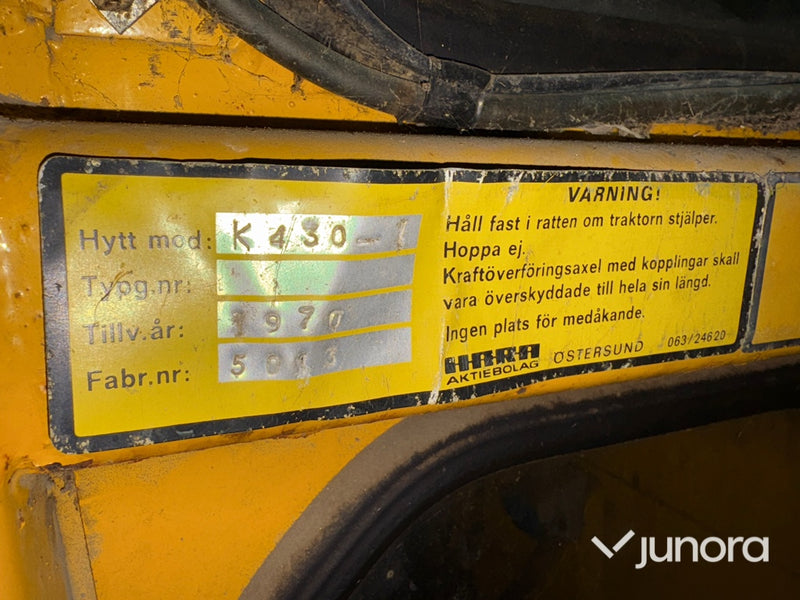 Hytt mod: K430-1
Typg.nr:
Tillv.år: 1970
Fabr.nr:
VARNING!
Håll fast i ratten om traktorn stjälper.
Hoppa ej.
Kraftöverföringsaxel med kopplingar skall
vara överskyddade till hela sin längd.
Ingen plats för medåkande.
HARA
AKTIEBOLAG ÖSTERSUND 063/24620
junora